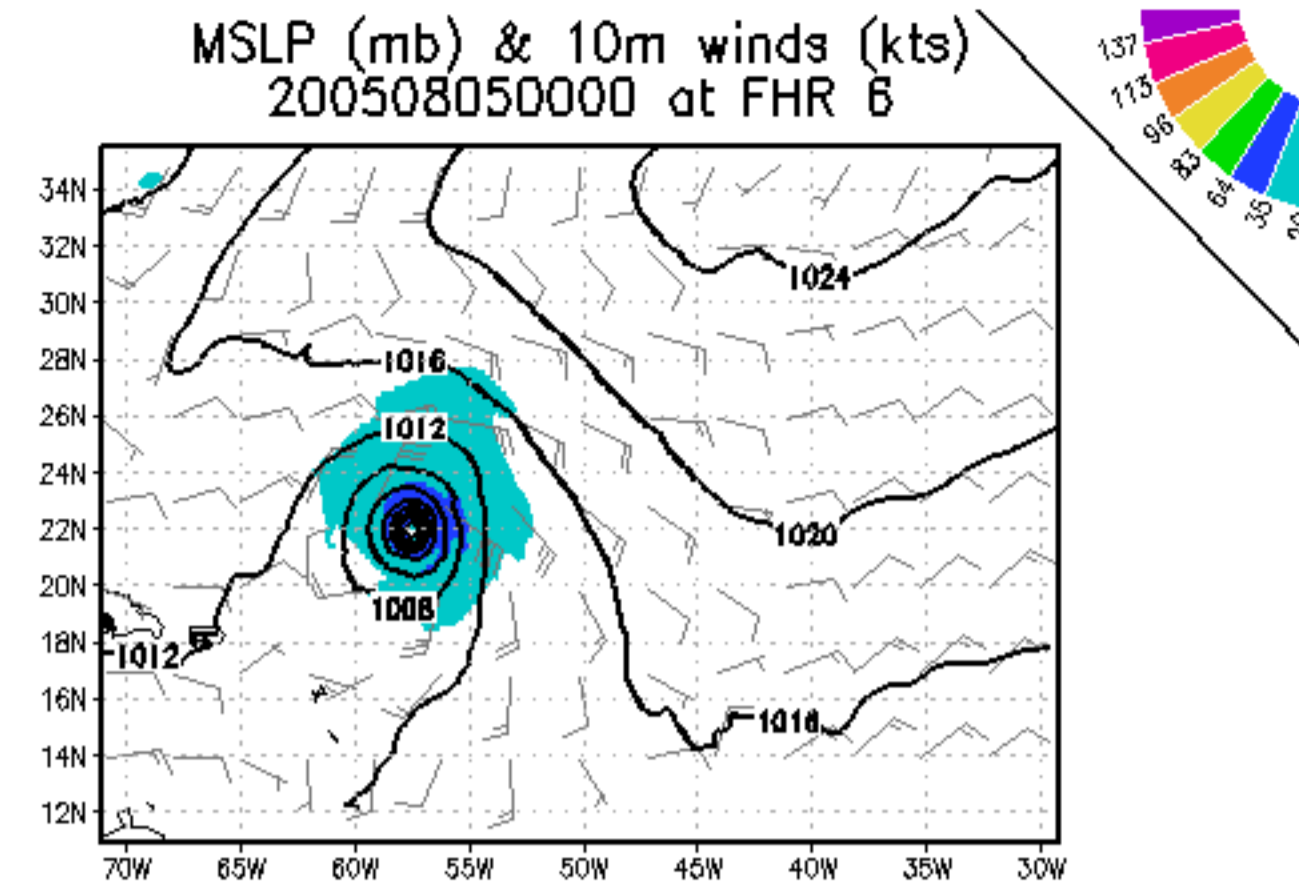 MSLP (mb) & 10m winds (kts)
200508050000 at FHR 6
137
113
96
83
64
35
34N
32N
30N
28N
26N
24N
22N
20N
18N
16N
14N
12N
1024
1016
1012
1020
1008
1012
1016
70W 65W 60W 55W 50W 45W 40W 35W 30W